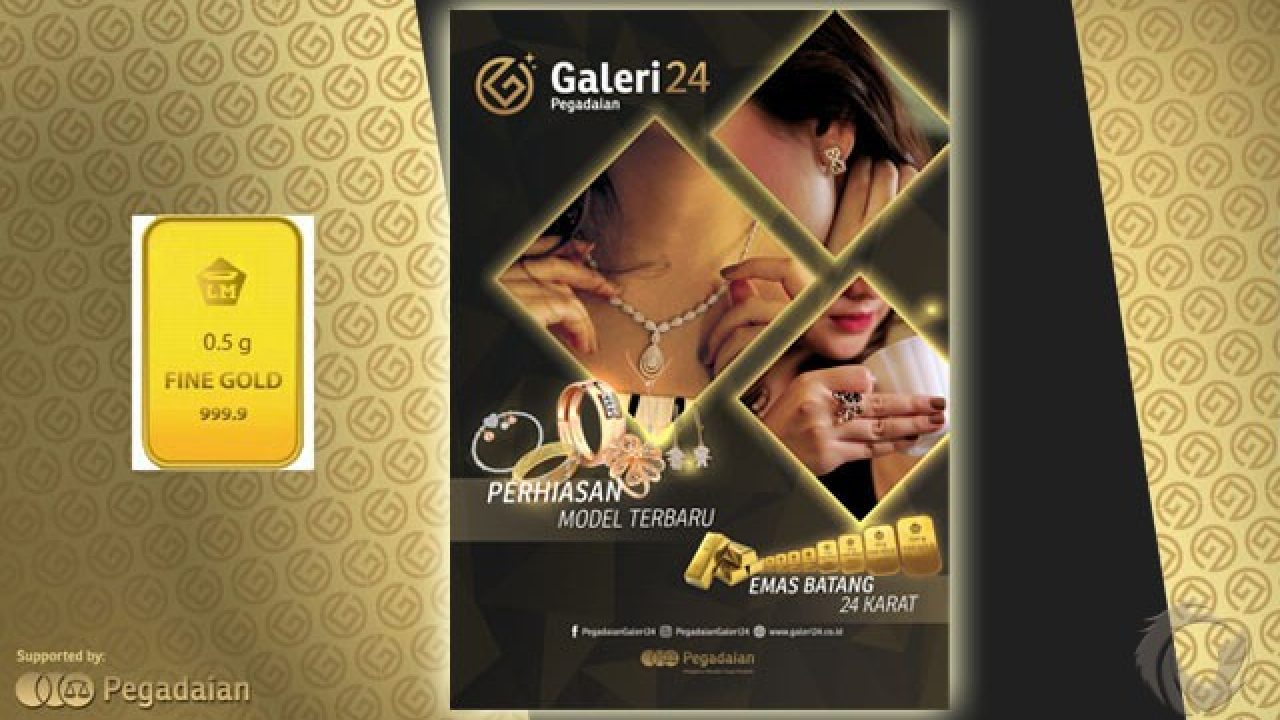 LM
0.5 g
FINE GOLD
999.9
Supported by:
Pegadaian
Galeri 24
Pegadaian
PERHIASAN
MODEL TERBARU
EMAS BATANG
24 KARAT
PegadaianGaleri24 PegadaianGaleri24 www.galeri24.co.id
Pegadaian